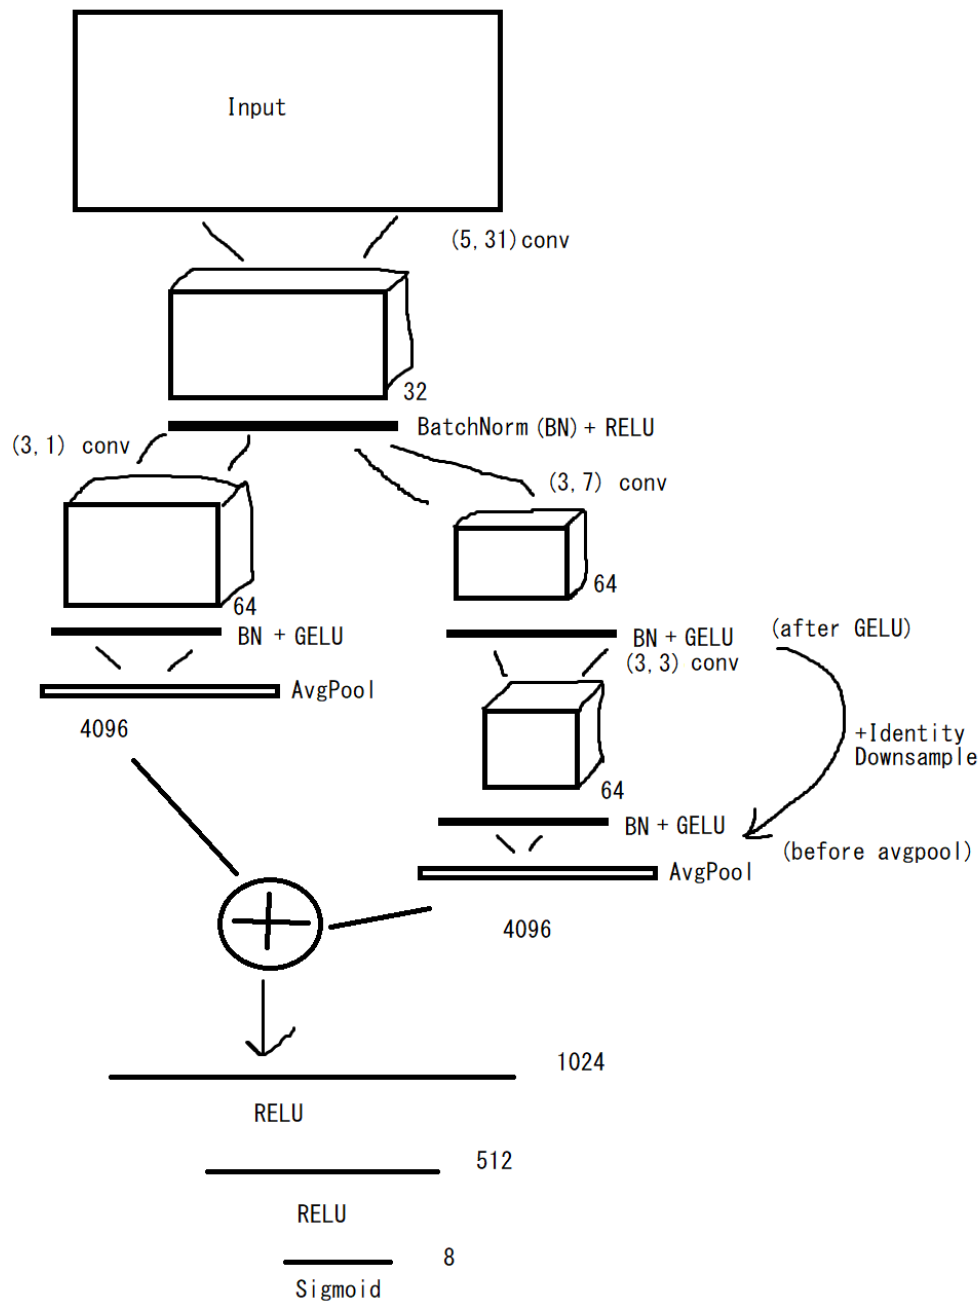 Input
(5,31)conv
32
BatchNorm(BN)+ RELU
(3,1) conv
(3,7) conv
64
64
BN + GELU
BN + GELU
(after GELU)
(3,3) conv
AvgPool
4096
+Identity
Downsample
64
BN + GELU
(before avgpool)
AvgPool
4096
1024
RELU
512
RELU
8
Sigmoid